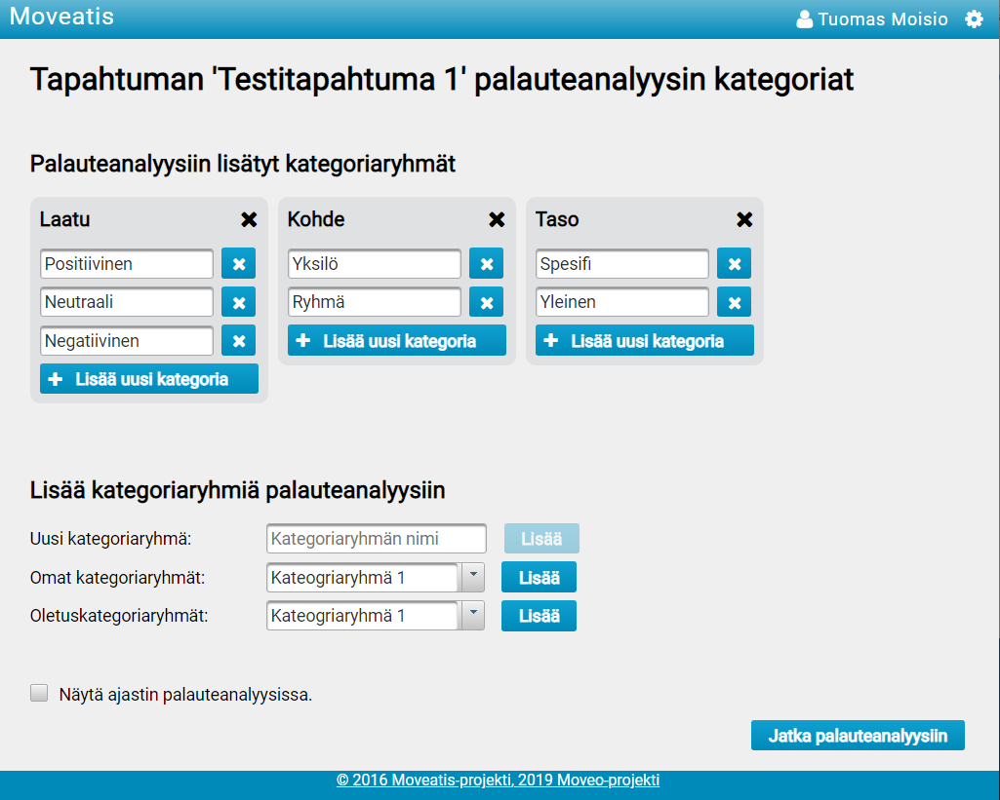 Moveatis
Tuomas Moisio
Tapahtuman 'Testitapahtuma 1' palauteanalyysin kategoriat
Palauteanalyysiin lisätyt kategoriaryhmät
Laatu
Positiivinen
Neutraali
Negatiivinen
Lisää uusi kategoria
Kohde
Yksilö
Ryhmä
Lisää uusi kategoria
Taso
Spesifi
Yleinen
Lisää uusi kategoria
Lisää kategoriaryhmiä palauteanalyysiin
Uusi kategoriaryhmä: Kategoriaryhmän nimi Lisää
Omat kategoriaryhmät: Kateogriaryhmä 1 Lisää
Oletuskategoriaryhmät: Kateogriaryhmä 1 Lisää
Näytä ajastin palauteanalyysissa.
Jatka palauteanalyysiin
© 2016 Moveatis-projekti, 2019 Moveo-projekti